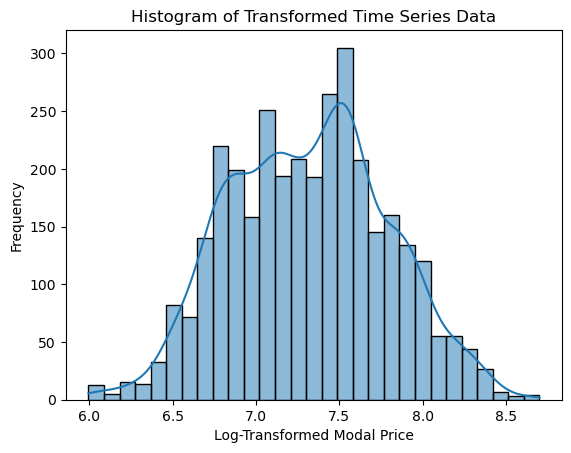 Histogram of Transformed Time Series Data
300
250
200
150
100
50
0
Frequency
6.0 6.5 7.0 7.5 8.0 8.5
Log-Transformed Modal Price